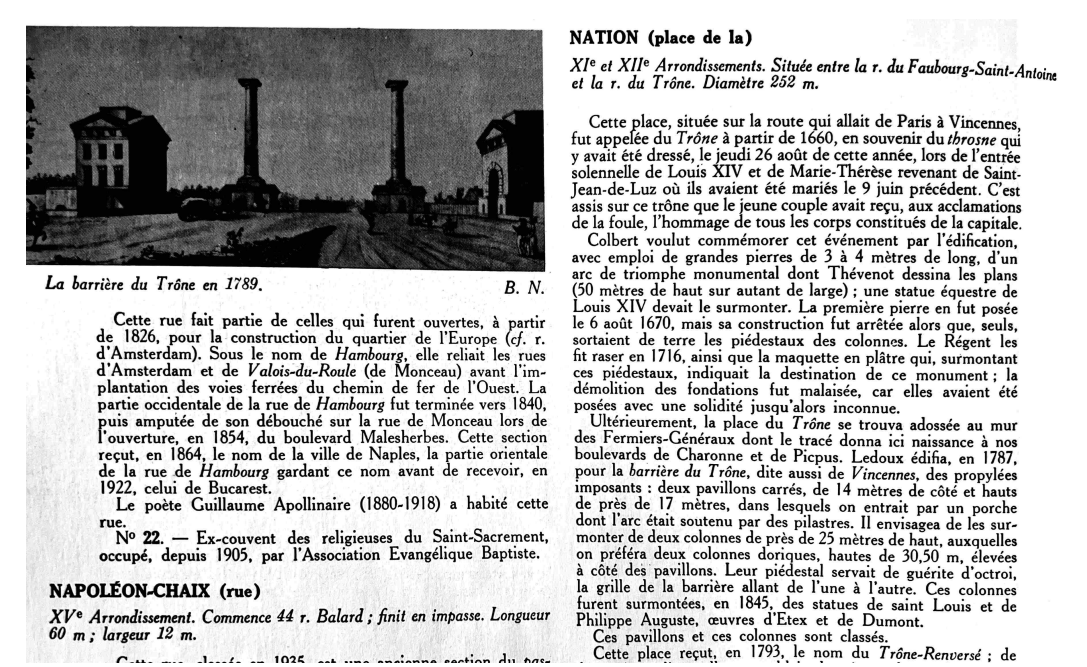 La barrière du Trône en 1789.
B. N.
Cette rue fait partie de celles qui furent ouvertes, à partir
de 1826, pour la construction du quartier de l'Europe (cf. r.
d'Amsterdam). Sous le nom de Hambourg, elle reliait les rues
d'Amsterdam et de Valois-du-Roule (de Monceau) avant l'im-
plantation des voies ferrées du chemin de fer de l'Ouest. La
partie occidentale de la rue de Hambourg fut terminée vers 1840,
puis amputée de son débouché sur la rue de Monceau lors de
l'ouverture, en 1854, du boulevard Malesherbes. Cette section
reçut, en 1864, le nom de la ville de Naples, la partie orientale
de la rue de Hambourg gardant ce nom avant de recevoir, en
1922, celui de Bucarest.
Le poète Guillaume Apollinaire (1880-1918) a habité cette
rue.
Nº 22. — Ex-couvent des religieuses du Saint-Sacrement,
occupé, depuis 1905, par l'Association Evangélique Baptiste.
NAPOLÉON-CHAIX (rue)
XVe Arrondissement. Commence 44 r. Balard ; finit en impasse. Longueur
60 m ; largeur 12 m.
Cette rue, classée en 1935, est une ancienne section du pas-
NATION (place de la)
XIe et XIIe Arrondissements. Située entre la r. du Faubourg-Saint-Antoine
et la r. du Trône. Diamètre 252 m.
Cette place, située sur la route qui allait de Paris à Vincennes,
fut appelée du Trône à partir de 1660, en souvenir du throsne qui
y avait été dressé, le jeudi 26 août de cette année, lors de l'entrée
solennelle de Louis XIV et de Marie-Thérèse revenant de Saint-
Jean-de-Luz où ils avaient été mariés le 9 juin précédent. C'est
assis sur ce trône que le jeune couple avait reçu, aux acclamations
de la foule, l'hommage de tous les corps constitués de la capitale.
Colbert voulut commémorer cet événement par l'édification,
avec emploi de grandes pierres de 3 à 4 mètres de long, d'un
arc de triomphe monumental dont Thévenot dessina les plans
(50 mètres de haut sur autant de large) ; une statue équestre de
Louis XIV devait le surmonter. La première pierre en fut posée
le 6 août 1670, mais sa construction fut arrêtée alors que, seuls,
sortaient de terre les piédestaux des colonnes. Le Régent les
fit raser en 1716, ainsi que la maquette en plâtre qui, surmontant
ces piédestaux, indiquait la destination de ce monument ; la
démolition des fondations fut malaisée, car elles avaient été
posées avec une solidité jusqu'alors inconnue.
Ultérieurement, la place du Trône se trouva adossée au mur
des Fermiers-Généraux dont le tracé donna ici naissance à nos
boulevards de Charonne et de Picpus. Ledoux édifia, en 1787,
pour la barrière du Trône, dite aussi de Vincennes, des propylées
imposants : deux pavillons carrés, de 14 mètres de côté et hauts
de près de 17 mètres, dans lesquels on entrait par un porche
dont l'arc était soutenu par des pilastres. Il envisagea de les sur-
monter de deux colonnes de près de 25 mètres de haut, auxquelles
on préféra deux colonnes doriques, hautes de 30,50 m, élevées
à côté des pavillons. Leur piédestal servait de guérite d'octroi,
la grille de la barrière allant de l'une à l'autre. Ces colonnes
furent surmontées, en 1845, des statues de saint Louis et de
Philippe Auguste, œuvres d'Etex et de Dumont.
Ces pavillons et ces colonnes sont classés.
Cette place reçut, en 1793, le nom du Trône-Renversé ; de